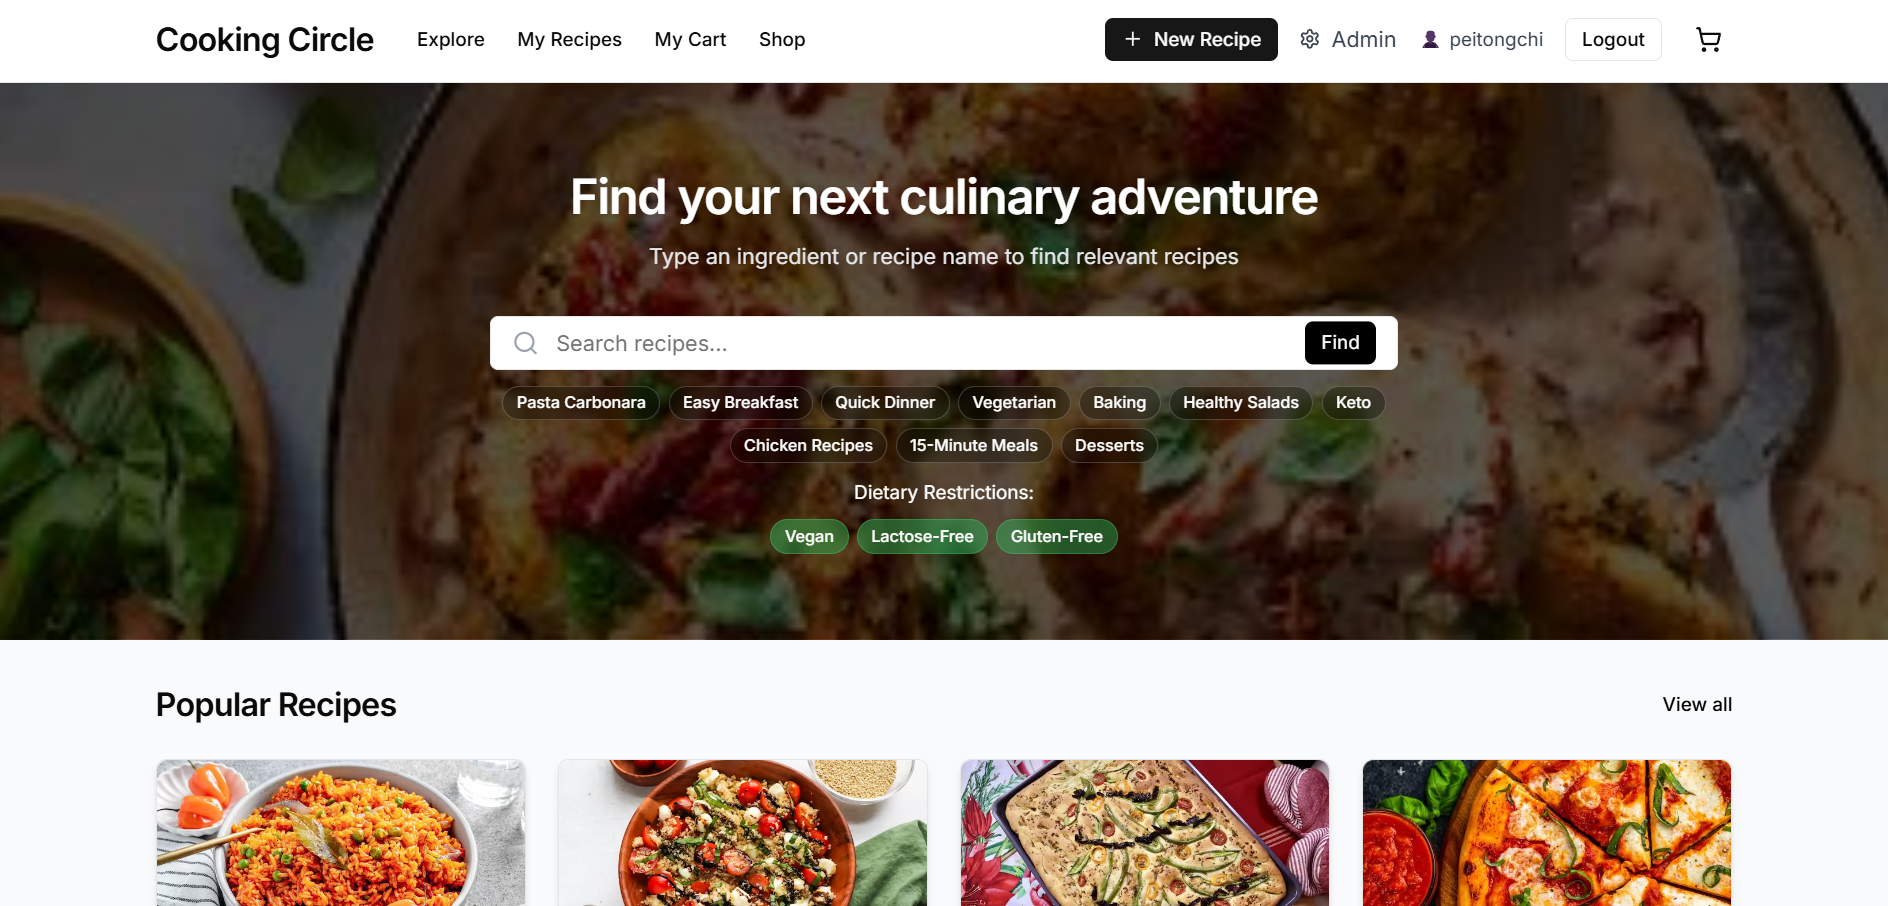 Cooking Circle Explore My Recipes My Cart Shop New Recipe Admin peitongchi Logout
Find your next culinary adventure
Type an ingredient or recipe name to find relevant recipes
Search recipes... Find
Pasta Carbonara Easy Breakfast Quick Dinner Vegetarian Baking Healthy Salads Keto
Chicken Recipes 15-Minute Meals Desserts
Dietary Restrictions:
Vegan Lactose-Free Gluten-Free
Popular Recipes View all